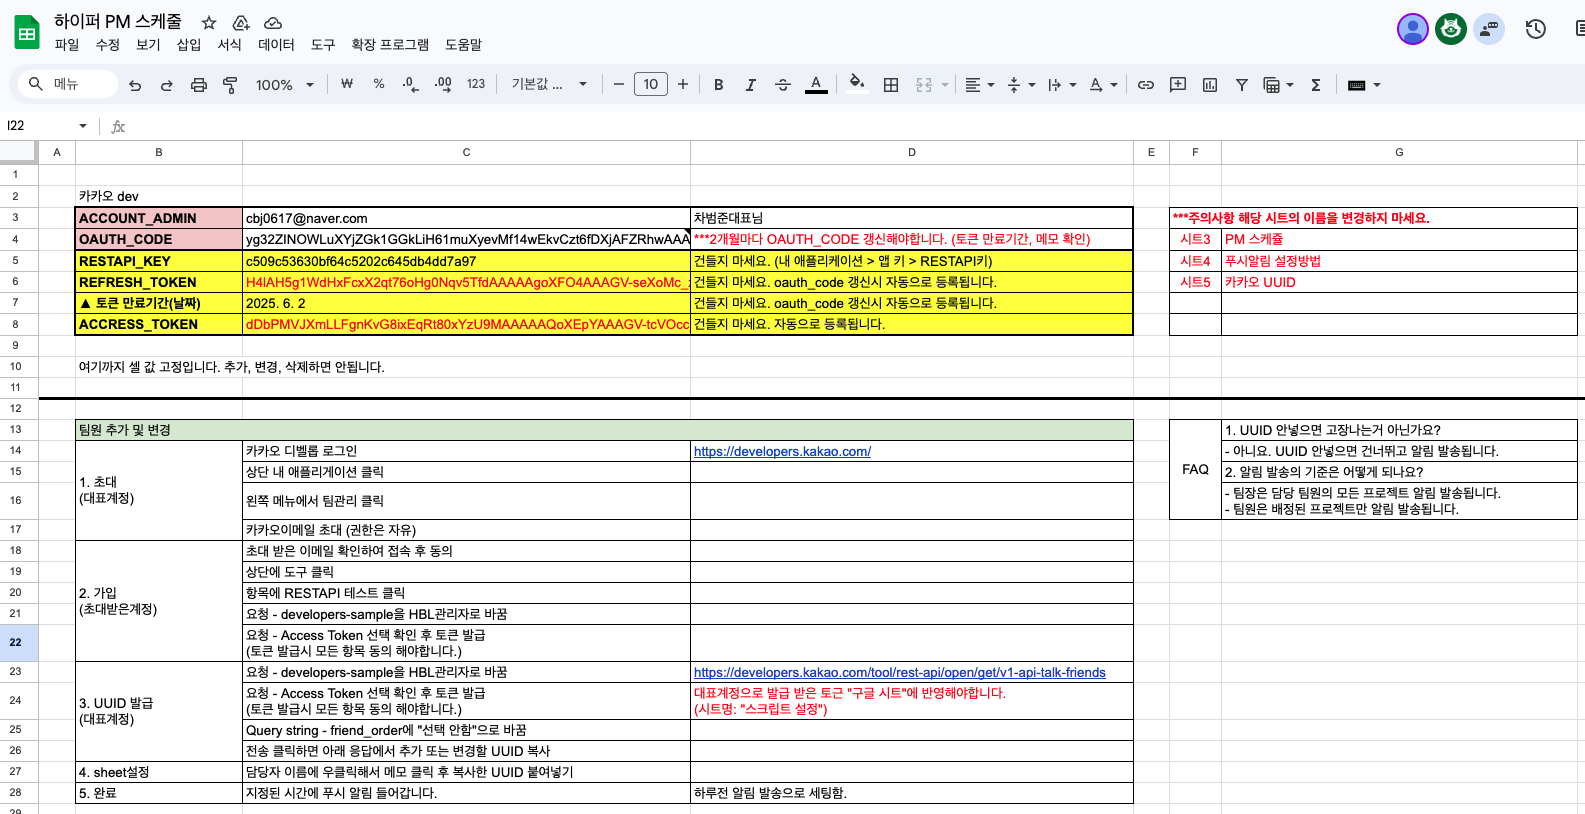 하이퍼 PM 스케줄
파일 수정 보기 삽입 서식 데이터 도구 확장 프로그램 도움말
메뉴 100% ₩ % .0 .00 123 기본값 ... 10 B I S A Σ
I22 fx
A B C D E F G
1
2 카카오 dev
3 ACCOUNT_ADMIN cbj0617@naver.com 차범준대표님 ***주의사항 해당 시트의 이름을 변경하지 마세요.
4 OAUTH_CODE yg32ZINOWLuXYjZGk1GGkLiH61muXyevMf14wEkvCzt6fDXjAFZRhwAAA ***2개월마다 OAUTH_CODE 갱신해야합니다. (토큰 만료기간, 메모 확인) 시트3 PM 스케쥴
5 RESTAPI_KEY c509c53630bf64c5202c645db4dd7a97 건들지 마세요. (내 애플리케이션 > 앱 키 > RESTAPI키) 시트4 푸시알림 설정방법
6 REFRESH_TOKEN H4IAH5g1WdHxFcxX2qt76oHg0Nqv5TfdAAAAAgoXFO4AAAGV-seXoMc_ 건들지 마세요. oauth_code 갱신시 자동으로 등록됩니다. 시트5 카카오 UUID
7 ▲ 토큰 만료기간(날짜) 2025. 6. 2 건들지 마세요. oauth_code 갱신시 자동으로 등록됩니다.
8 ACCRESS_TOKEN dDbPMVJXmLLFgnKvG8ixEqRt80xYzU9MAAAAAQoXEpYAAAGV-tcVOcc 건들지 마세요. 자동으로 등록됩니다.
9
10 여기까지 셀 값 고정입니다. 추가, 변경, 삭제하면 안됩니다.
11
12
13 팀원 추가 및 변경 1. UUID 안넣으면 고장나는거 아닌가요?
14 카카오 디벨롭 로그인 https://developers.kakao.com/ - 아니요. UUID 안넣으면 건너뛰고 알림 발송됩니다.
1. 초대
(대표계정)
15 상단 내 애플리게이션 클릭 FAQ 2. 알림 발송의 기준은 어떻게 되나요?
16 왼쪽 메뉴에서 팀관리 클릭 - 팀장은 담당 팀원의 모든 프로젝트 알림 발송됩니다.
- 팀원은 배정된 프로젝트만 알림 발송됩니다.
17 카카오이메일 초대 (권한은 자유)
18 초대 받은 이메일 확인하여 접속 후 동의
19 상단에 도구 클릭
2. 가입
(초대받은계정)
20 항목에 RESTAPI 테스트 클릭
21 요청 - developers-sample을 HBL관리자로 바꿈
22 요청 - Access Token 선택 확인 후 토큰 발급
(토큰 발급시 모든 항목 동의 해야합니다.)
23 요청 - developers-sample을 HBL관리자로 바꿈 https://developers.kakao.com/tool/rest-api/open/get/v1-api-talk-friends
3. UUID 발급
(대표계정)
24 요청 - Access Token 선택 확인 후 토큰 발급 대표계정으로 발급 받은 토근 "구글 시트"에 반영해야합니다.
(토큰 발급시 모든 항목 동의 해야합니다.) (시트명: "스크립트 설정")
25 Query string - friend_order에 "선택 안함"으로 바꿈
26 전송 클릭하면 아래 응답에서 추가 또는 변경할 UUID 복사
27 4. sheet설정 담당자 이름에 우클릭해서 메모 클릭 후 복사한 UUID 붙여넣기
28 5. 완료 지정된 시간에 푸시 알림 들어갑니다. 하루전 알림 발송으로 세팅함.
29